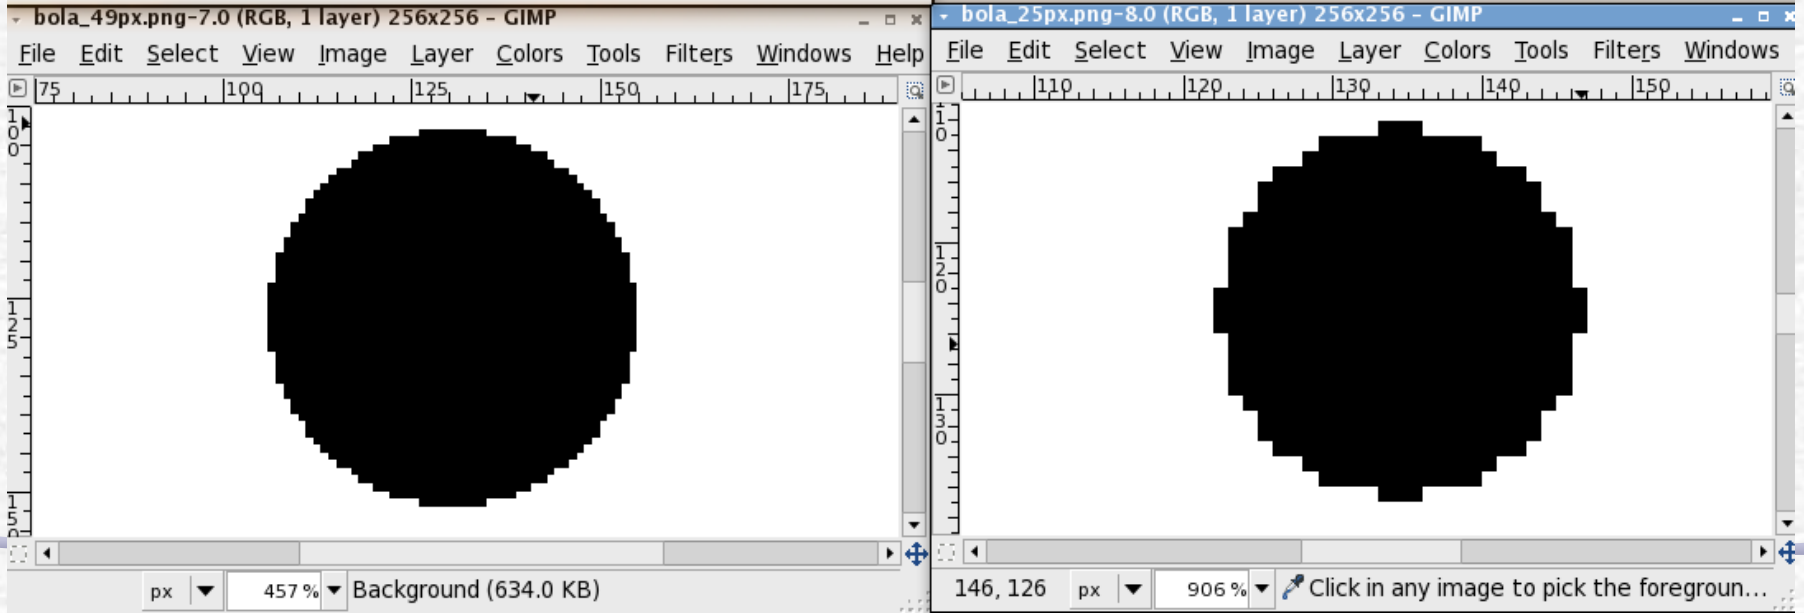 bola_49px.png-7.0 (RGB, 1 layer) 256x256 – GIMP
File Edit Select View Image Layer Colors Tools Filters Windows Help
75 100 125 150 175
100
125
150
px 457 % Background (634.0 KB)
bola_25px.png-8.0 (RGB, 1 layer) 256x256 – GIMP
File Edit Select View Image Layer Colors Tools Filters Windows
110 120 130 140 150
110
120
130
146, 126 px 906 % Click in any image to pick the foregroun...